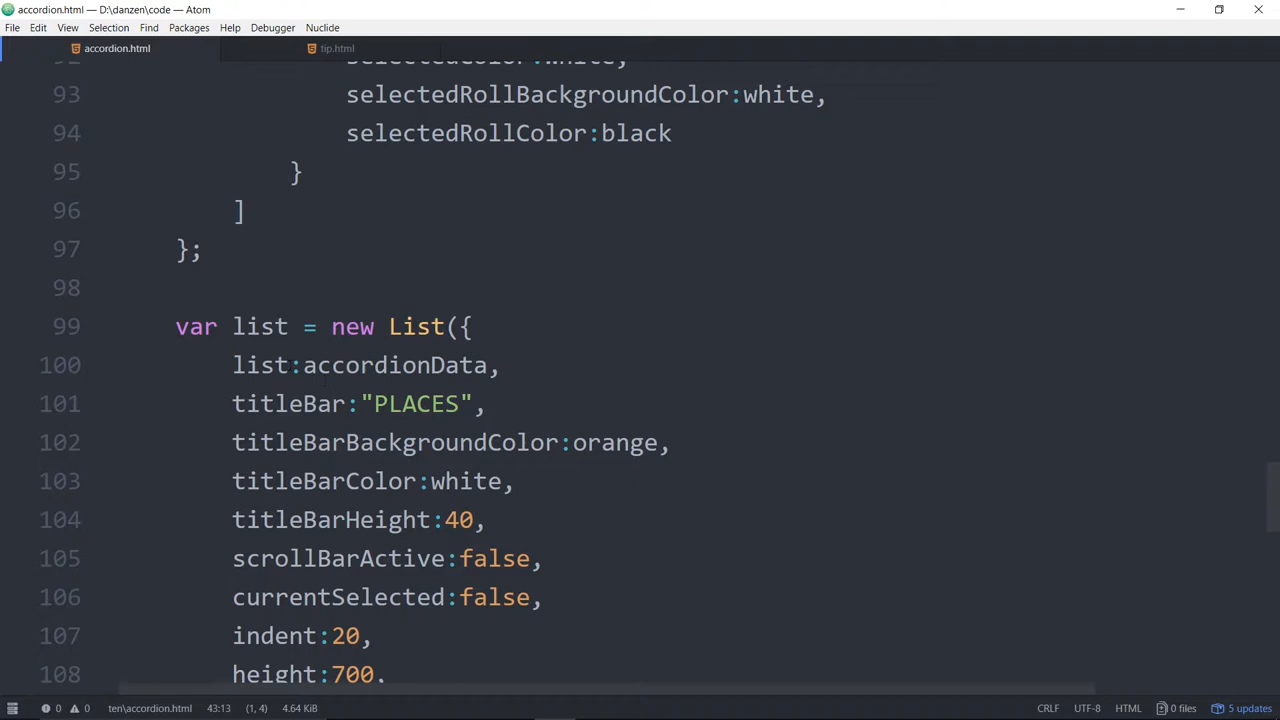 accordion.html — D:\danzen\code — Atom
File Edit View Selection Find Packages Help Debugger Nuclide
accordion.html tip.html
92 selectedColor:white,
93 selectedRollBackgroundColor:white,
94 selectedRollColor:black
95 }
96 ]
97 };
98
99 var list = new List({
100 list:accordionData,
101 titleBar:"PLACES",
102 titleBarBackgroundColor:orange,
103 titleBarColor:white,
104 titleBarHeight:40,
105 scrollBarActive:false,
106 currentSelected:false,
107 indent:20,
108 height:700,
0 0 ten\accordion.html 43:13 (1, 4) 4.64 KiB CRLF UTF-8 HTML 0 files 5 updates